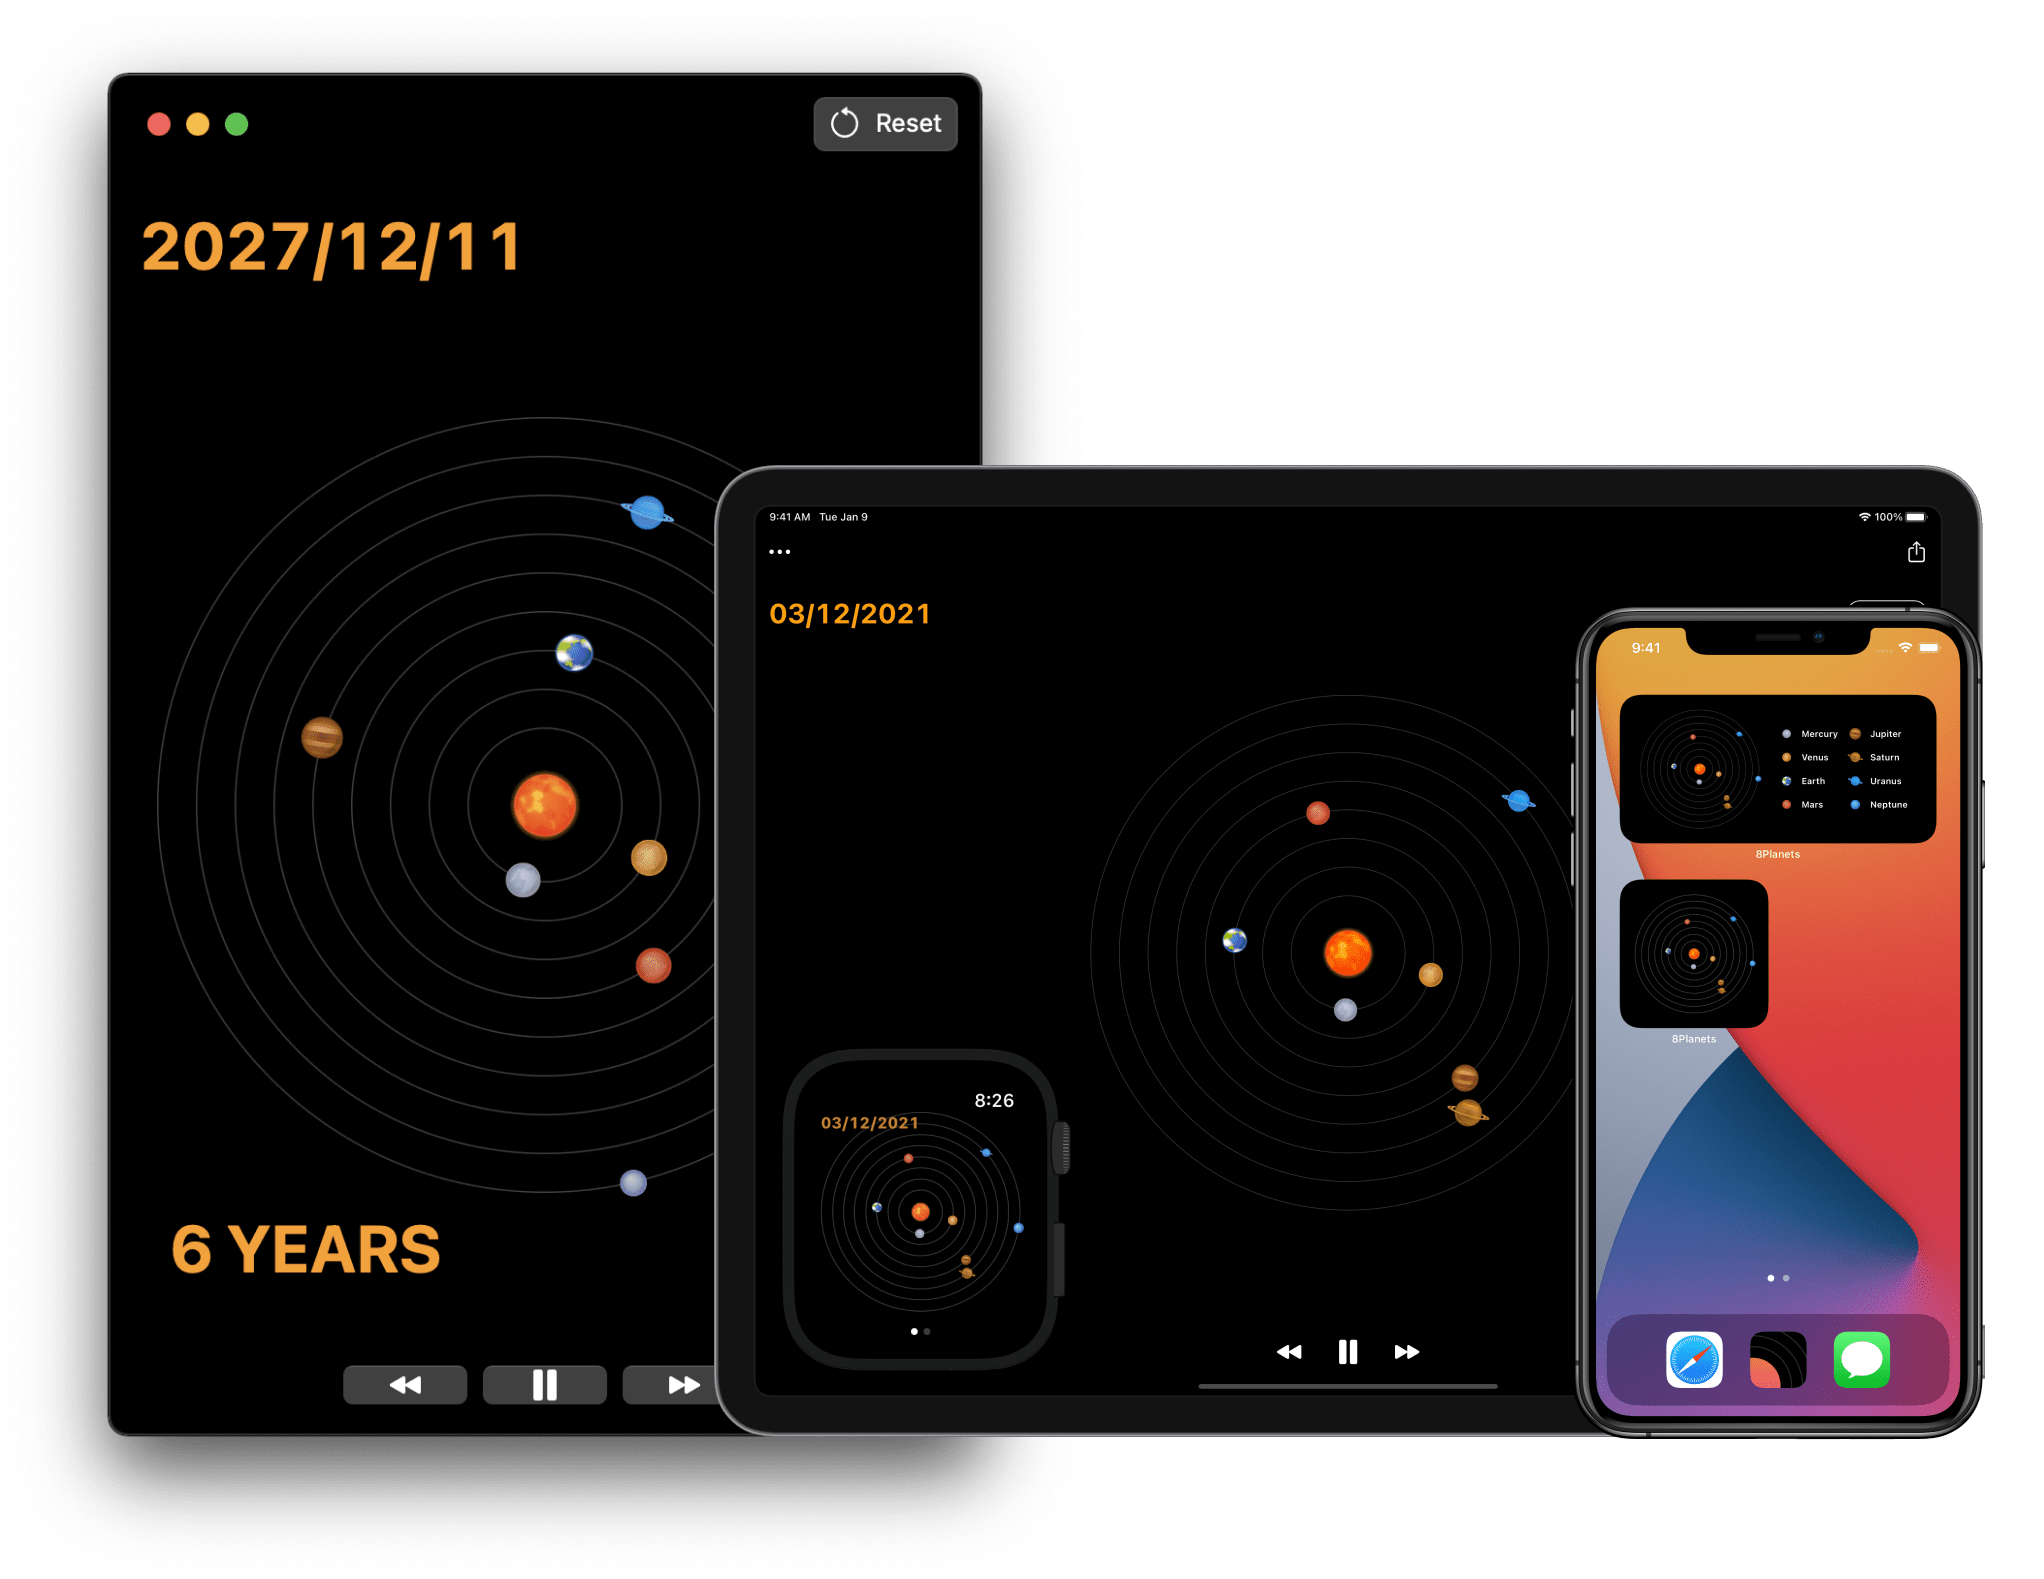 Reset
2027/12/11
6 YEARS
9:41 AM Tue Jan 9
100%
03/12/2021
8:26
03/12/2021
9:41
Mercury Jupiter
Venus Saturn
Earth Uranus
Mars Neptune
8Planets
8Planets